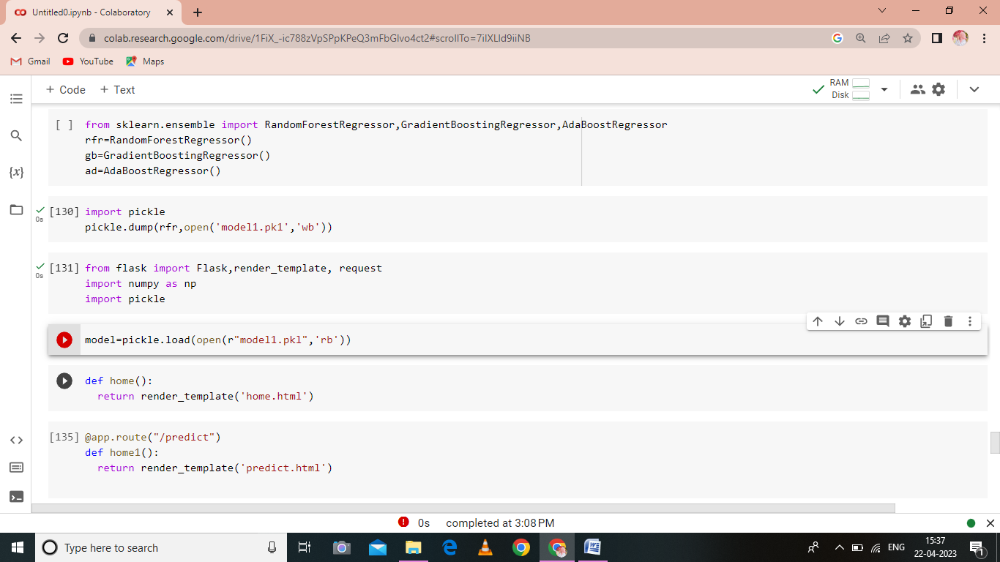 Untitled0.ipynb - Colaboratory
colab.research.google.com/drive/1FiX_-ic788zVpSPpKPeQ3mFbGlvo4ct2#scrollTo=7iIXLId9iiNB
Gmail YouTube Maps
+ Code + Text
RAM
Disk
[ ] from sklearn.ensemble import RandomForestRegressor,GradientBoostingRegressor,AdaBoostRegressor
rfr=RandomForestRegressor()
gb=GradientBoostingRegressor()
ad=AdaBoostRegressor()
{x}
0s [130] import pickle
pickle.dump(rfr,open('model1.pk1','wb'))
0s [131] from flask import Flask,render_template, request
import numpy as np
import pickle
model=pickle.load(open(r"model1.pkl",'rb'))
def home():
return render_template('home.html')
[135] @app.route("/predict")
def home1():
return render_template('predict.html')
0s completed at 3:08 PM
Type here to search
ENG
15:37
22-04-2023
1